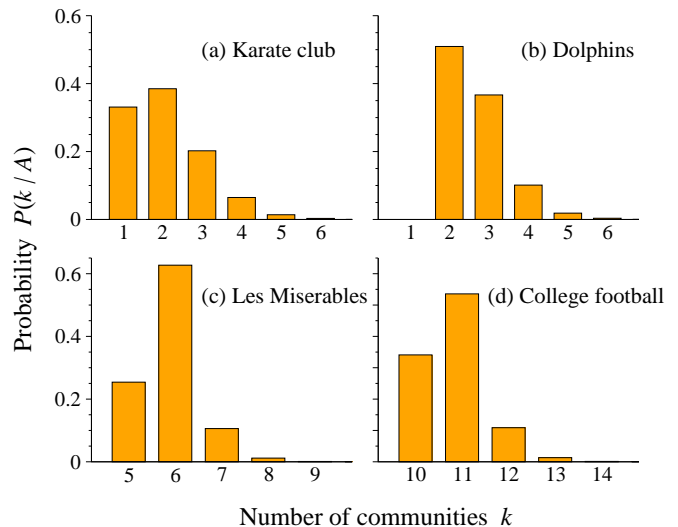 0.6
0.4
0.2
0
(a) Karate club
1 2 3 4 5 6
(b) Dolphins
1 2 3 4 5 6
Probability P(k / A)
0.6
0.4
0.2
0
(c) Les Miserables
5 6 7 8 9
(d) College football
10 11 12 13 14
Number of communities k